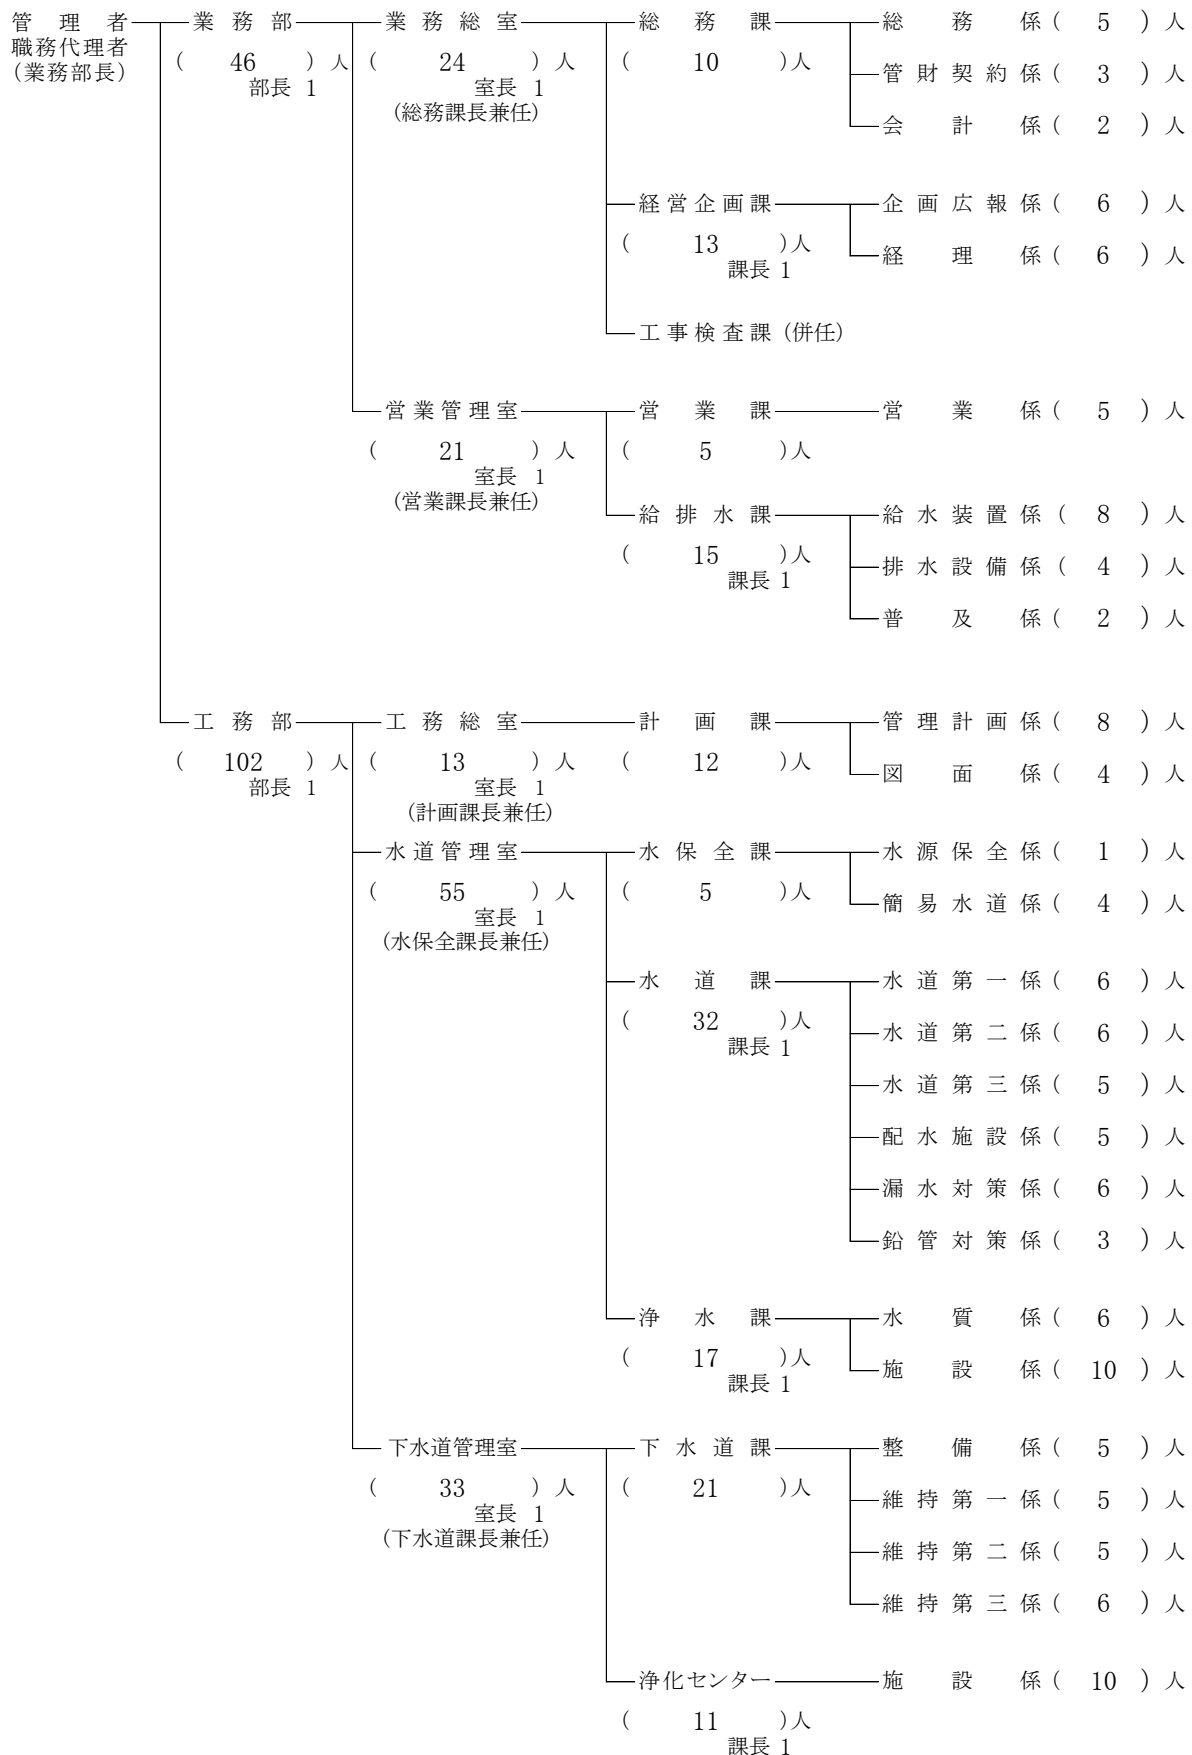 管理者 業務部 業務総室 総務課 総務係( 5 )人
職務代理者
(業務部長) ( 46 )人 ( 24 )人 ( 10 )人 管財契約係( 3 )人
部長 1 室長 1
(総務課長兼任)
会計係( 2 )人
経営企画課 企画広報係( 6 )人
( 13 )人
経理係( 6 )人
課長 1
工事検査課(併任)
営業管理室 営業課 営業係( 5 )人
( 21 )人 ( 5 )人
室長 1
(営業課長兼任)
給排水課 給水装置係( 8 )人
( 15 )人
排水設備係( 4 )人
課長 1
普及係( 2 )人
工務部 工務総室 計画課 管理計画係( 8 )人
( 102 )人 ( 13 )人 ( 12 )人
図面係( 4 )人
部長 1 室長 1
(計画課長兼任)
水道管理室 水保全課 水源保全係( 1 )人
( 55 )人 ( 5 )人
簡易水道係( 4 )人
室長 1
(水保全課長兼任)
水道課 水道第一係( 6 )人
( 32 )人
水道第二係( 6 )人
課長 1
水道第三係( 5 )人
配水施設係( 5 )人
漏水対策係( 6 )人
鉛管対策係( 3 )人
浄水課 水質係( 6 )人
( 17 )人
施設係( 10 )人
課長 1
下水道管理室 下水道課 整備係( 5 )人
( 33 )人 ( 21 )人
維持第一係( 5 )人
室長 1
(下水道課長兼任)
維持第二係( 5 )人
維持第三係( 6 )人
浄化センター 施設係( 10 )人
( 11 )人
課長 1